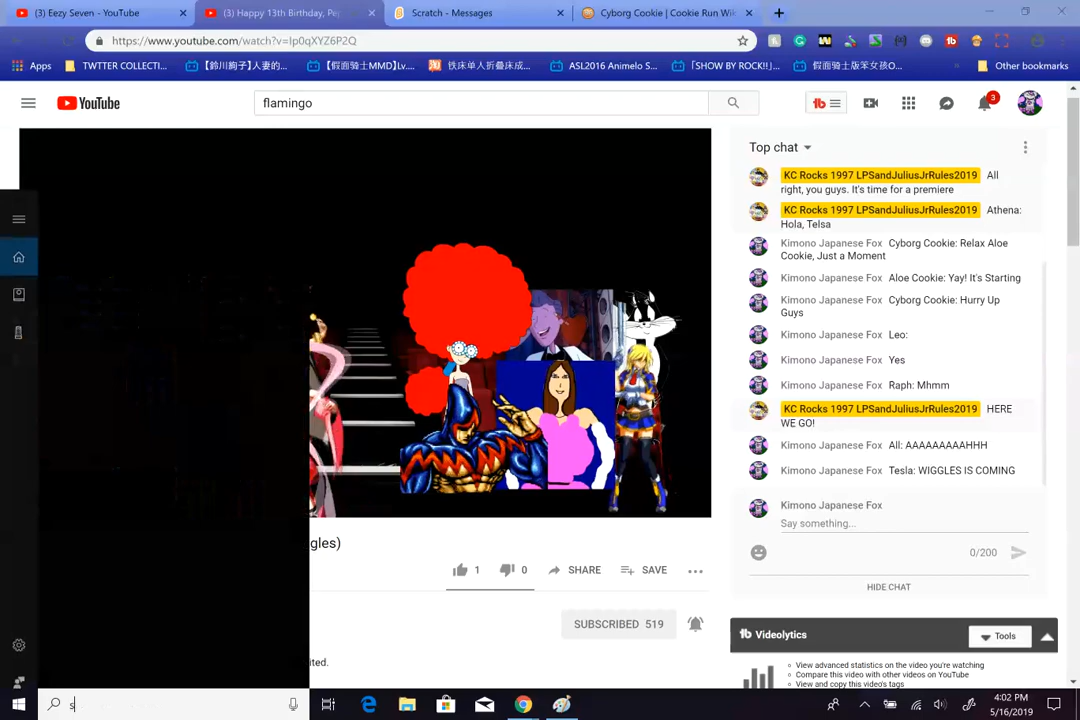 (3) Eezy Seven - YouTube
(3) Happy 13th Birthday, Pe
Scratch - Messages
Cyborg Cookie | Cookie Run Wik
https://www.youtube.com/watch?v=Ip0qXYZ6P2Q
Apps
TWTTER COLLECTI...
【鈴川絢子】人妻的...
【假面骑士MMD】Lv....
铁床单人折叠床成...
ASL2016 Animelo S...
「SHOW BY ROCK!!」...
假面骑士版笨女孩O...
»
Other bookmarks
YouTube
flamingo
tb
3
Top chat
KC Rocks 1997 LPSandJuliusJrRules2019 All
right, you guys. It's time for a premiere
KC Rocks 1997 LPSandJuliusJrRules2019 Athena:
Hola, Telsa
Kimono Japanese Fox Cyborg Cookie: Relax Aloe
Cookie, Just a Moment
Kimono Japanese Fox Aloe Cookie: Yay! It's Starting
Kimono Japanese Fox Cyborg Cookie: Hurry Up
Guys
Kimono Japanese Fox Leo:
Kimono Japanese Fox Yes
Kimono Japanese Fox Raph: Mhmm
KC Rocks 1997 LPSandJuliusJrRules2019 HERE
WE GO!
Kimono Japanese Fox All: AAAAAAAAAHHH
Kimono Japanese Fox Tesla: WIGGLES IS COMING
Kimono Japanese Fox
Say something...
0/200
HIDE CHAT
gles)
1
0
SHARE
SAVE
SUBSCRIBED 519
ited.
tb Videolytics
Tools
View advanced statistics on the video you're watching
Compare this video with other videos on YouTube
View and copy this video's tags
s
4:02 PM
5/16/2019